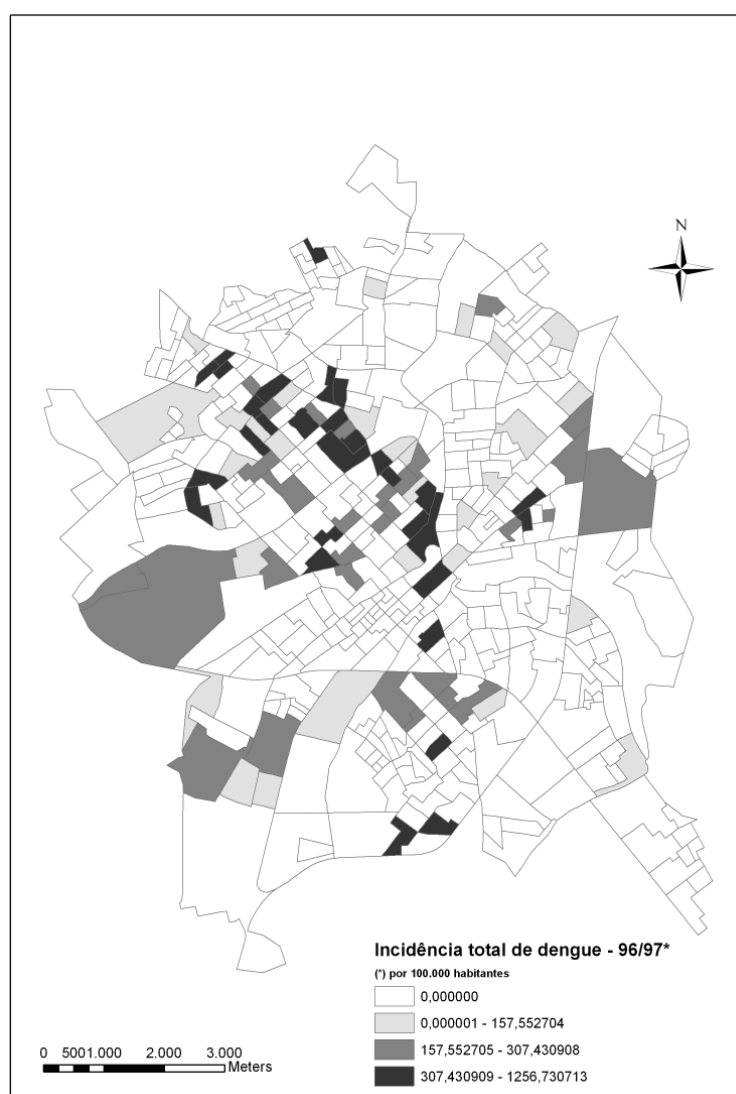 N
Incidência total de dengue - 96/97*
(*) por 100.000 habitantes
0,000000
0,000001 - 157,552704
157,552705 - 307,430908
307,430909 - 1256,730713
0 5001.000 2.000 3.000
Meters